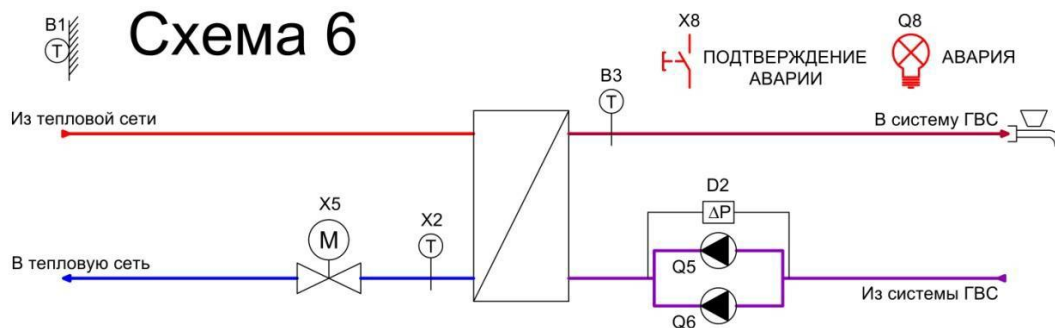 B1
T
Схема 6
X8
ПОДТВЕРЖДЕНИЕ
АВАРИИ
Q8
АВАРИЯ
B3
T
Из тепловой сети
В систему ГВС
X5
M
X2
T
D2
ΔP
Q5
Q6
В тепловую сеть
Из системы ГВС